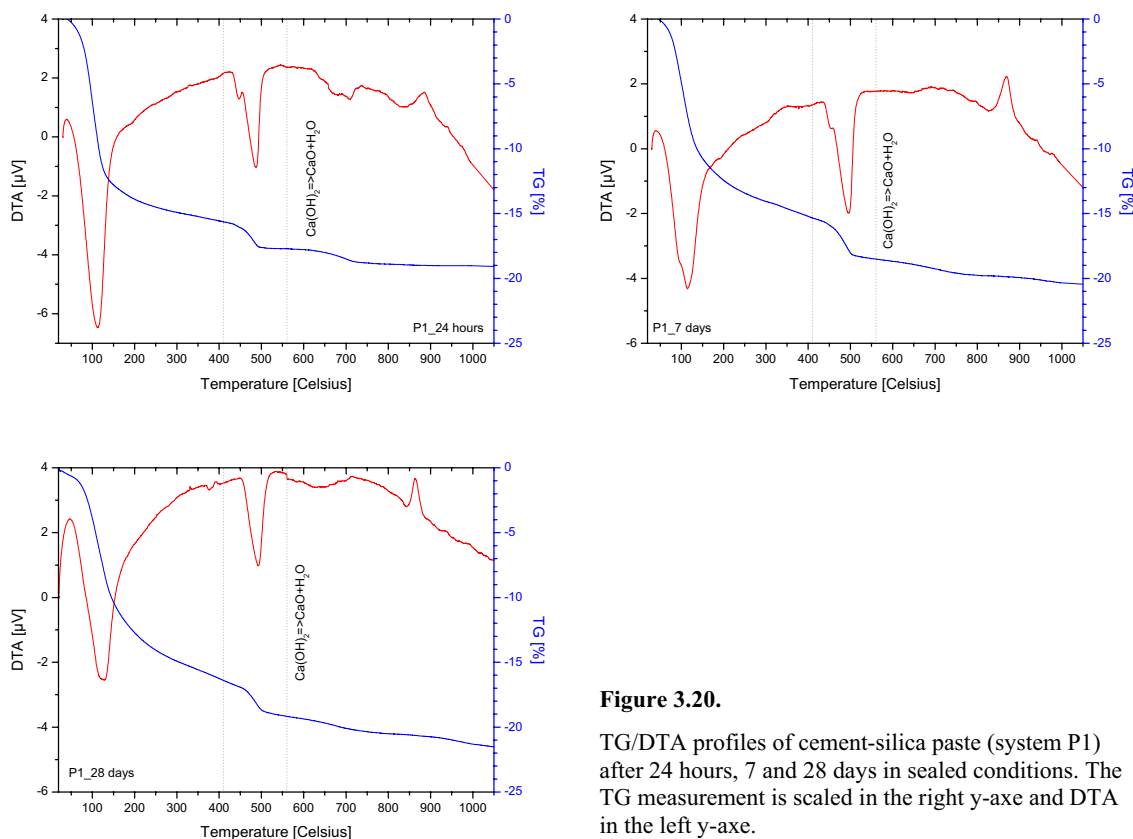 4
2
0
-2
-4
-6
DTA [µV]
0
-5
-10
-15
-20
-25
TG [%]
Ca(OH)₂=>CaO+H₂O
P1_24 hours
100 200 300 400 500 600 700 800 900 1000
Temperature [Celsius]
4
2
0
-2
-4
-6
DTA [µV]
0
-5
-10
-15
-20
-25
TG [%]
Ca(OH)₂=>CaO+H₂O
P1_7 days
100 200 300 400 500 600 700 800 900 1000
Temperature [Celsius]
4
2
0
-2
-4
-6
DTA [µV]
0
-5
-10
-15
-20
-25
TG [%]
Ca(OH)₂=>CaO+H₂O
P1_28 days
100 200 300 400 500 600 700 800 900 1000
Temperature [Celsius]
Figure 3.20.
TG/DTA profiles of cement-silica paste (system P1)
after 24 hours, 7 and 28 days in sealed conditions. The
TG measurement is scaled in the right y-axe and DTA
in the left y-axe.